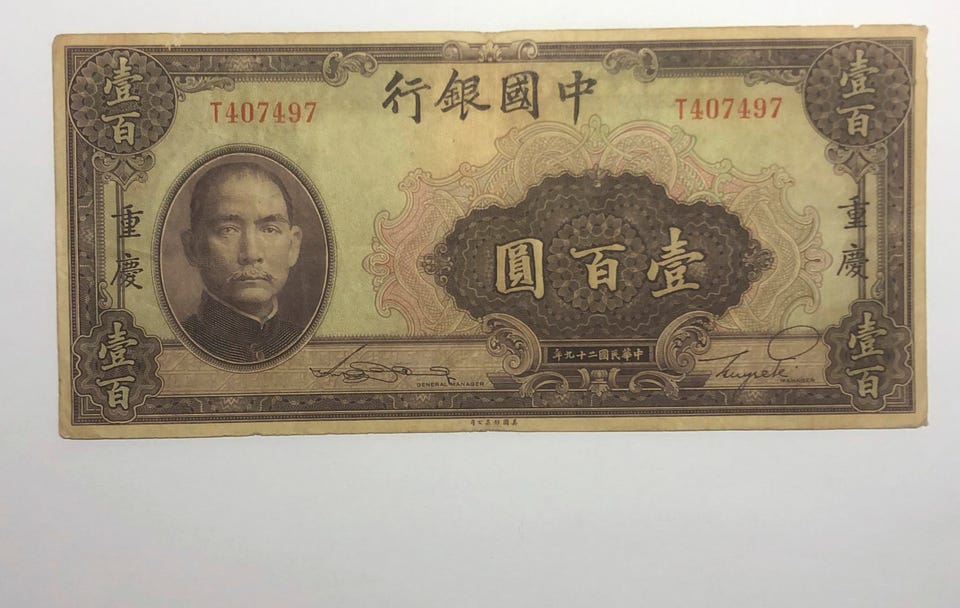 中國銀行
壹百
壹百
T407497
T407497
重慶
重慶
壹百圓
中華民國二十九年
GENERAL MANAGER
MANAGER
壹百
壹百